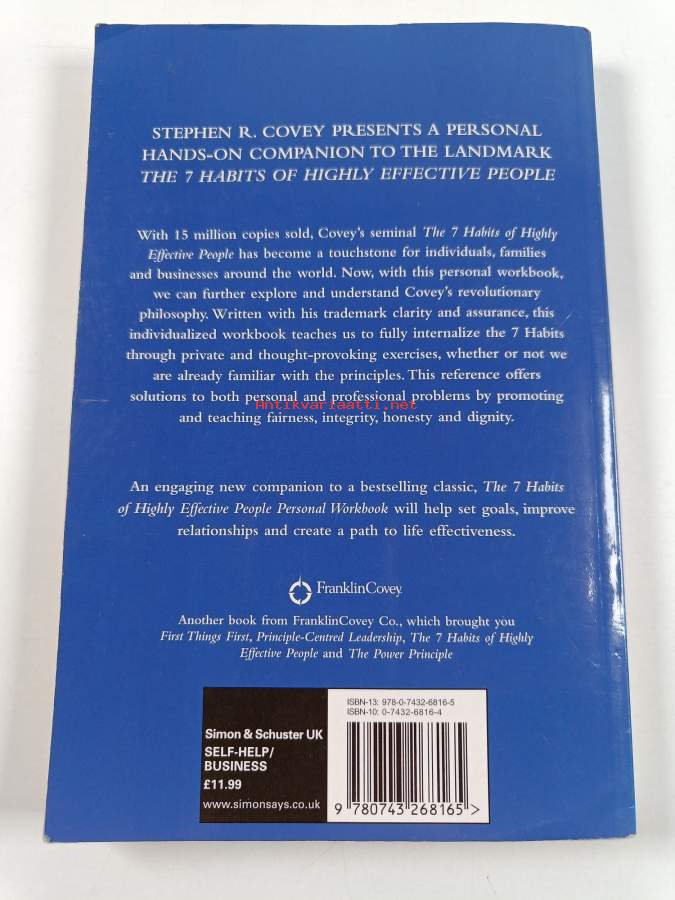 STEPHEN R. COVEY PRESENTS A PERSONAL
HANDS-ON COMPANION TO THE LANDMARK
THE 7 HABITS OF HIGHLY EFFECTIVE PEOPLE
With 15 million copies sold, Covey's seminal The 7 Habits of Highly
Effective People has become a touchstone for individuals, families
and businesses around the world. Now, with this personal workbook,
we can further explore and understand Covey's revolutionary
philosophy. Written with his trademark clarity and assurance, this
individualized workbook teaches us to fully internalize the 7 Habits
through private and thought-provoking exercises, whether or not we
are already familiar with the principles. This reference offers
solutions to both personal and professional problems by promoting
Antikvariaatti.net
and teaching fairness, integrity, honesty and dignity.
An engaging new companion to a bestselling classic, The 7 Habits
of Highly Effective People Personal Workbook will help set goals, improve
relationships and create a path to life effectiveness.
FranklinCovey
Another book from FranklinCovey Co., which brought you
First Things First, Principle-Centred Leadership, The 7 Habits of Highly
Effective People and The Power Principle
Simon & Schuster UK
SELF-HELP/
BUSINESS
£11.99
www.simonsays.co.uk
ISBN-13: 978-0-7432-6816-5
ISBN-10: 0-7432-6816-4
9 780743 268165 >